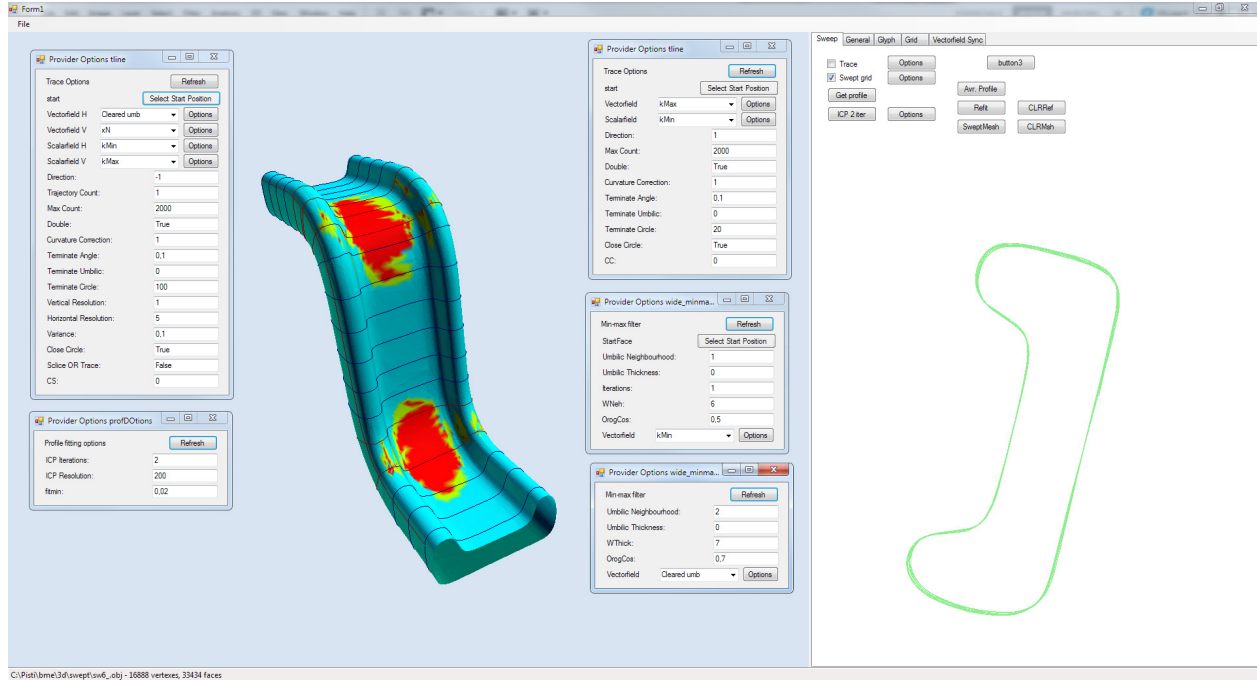 Form1
File
Provider Options tline
Trace Options Refresh
start Select Start Position
Vectorfield H Cleared umb Options
Vectorfield V xN Options
Scalarfield H kMin Options
Scalarfield V kMax Options
Direction: -1
Trajectory Count: 1
Max Count: 2000
Double: True
Curvature Correction: 1
Terminate Angle: 0,1
Terminate Umbilic: 0
Terminate Circle: 100
Vertical Resolution: 1
Horizontal Resolution: 5
Variance: 0,1
Close Circle: True
Sclice OR Trace: False
CS: 0
Provider Options profDOtions
Profile fitting options Refresh
ICP Iterations: 2
ICP Resolution: 200
fitmin: 0,02
Provider Options tline
Trace Options Refresh
start Select Start Position
Vectorfield kMax Options
Scalarfield kMin Options
Direction: 1
Max Count: 2000
Double: True
Curvature Correction: 1
Terminate Angle: 0,1
Terminate Umbilic: 0
Terminate Circle: 20
Close Circle: True
CC: 0
Provider Options wide_minma...
Min-max filter Refresh
StartFace Select Start Position
Umbilic Neighbourhood: 1
Umbilic Thickness: 0
Iterations: 1
WNeh: 6
OrogCos: 0,5
Vectorfield kMin Options
Provider Options wide_minma...
Min-max filter Refresh
Umbilic Neighbourhood: 2
Umbilic Thickness: 0
WThick: 7
OrogCos: 0,7
Vectorfield Cleared umb Options
Sweep General Glyph Grid Vectorfield Sync
Trace Options button3
Swept grid Options
Get profile Avr. Profile
ICP 2 iter Options Refit CLRRef
SweptMesh CLRMsh
C:\Pisti\bme\3d\swept\sw6_.obj - 16888 vertexes, 33434 faces